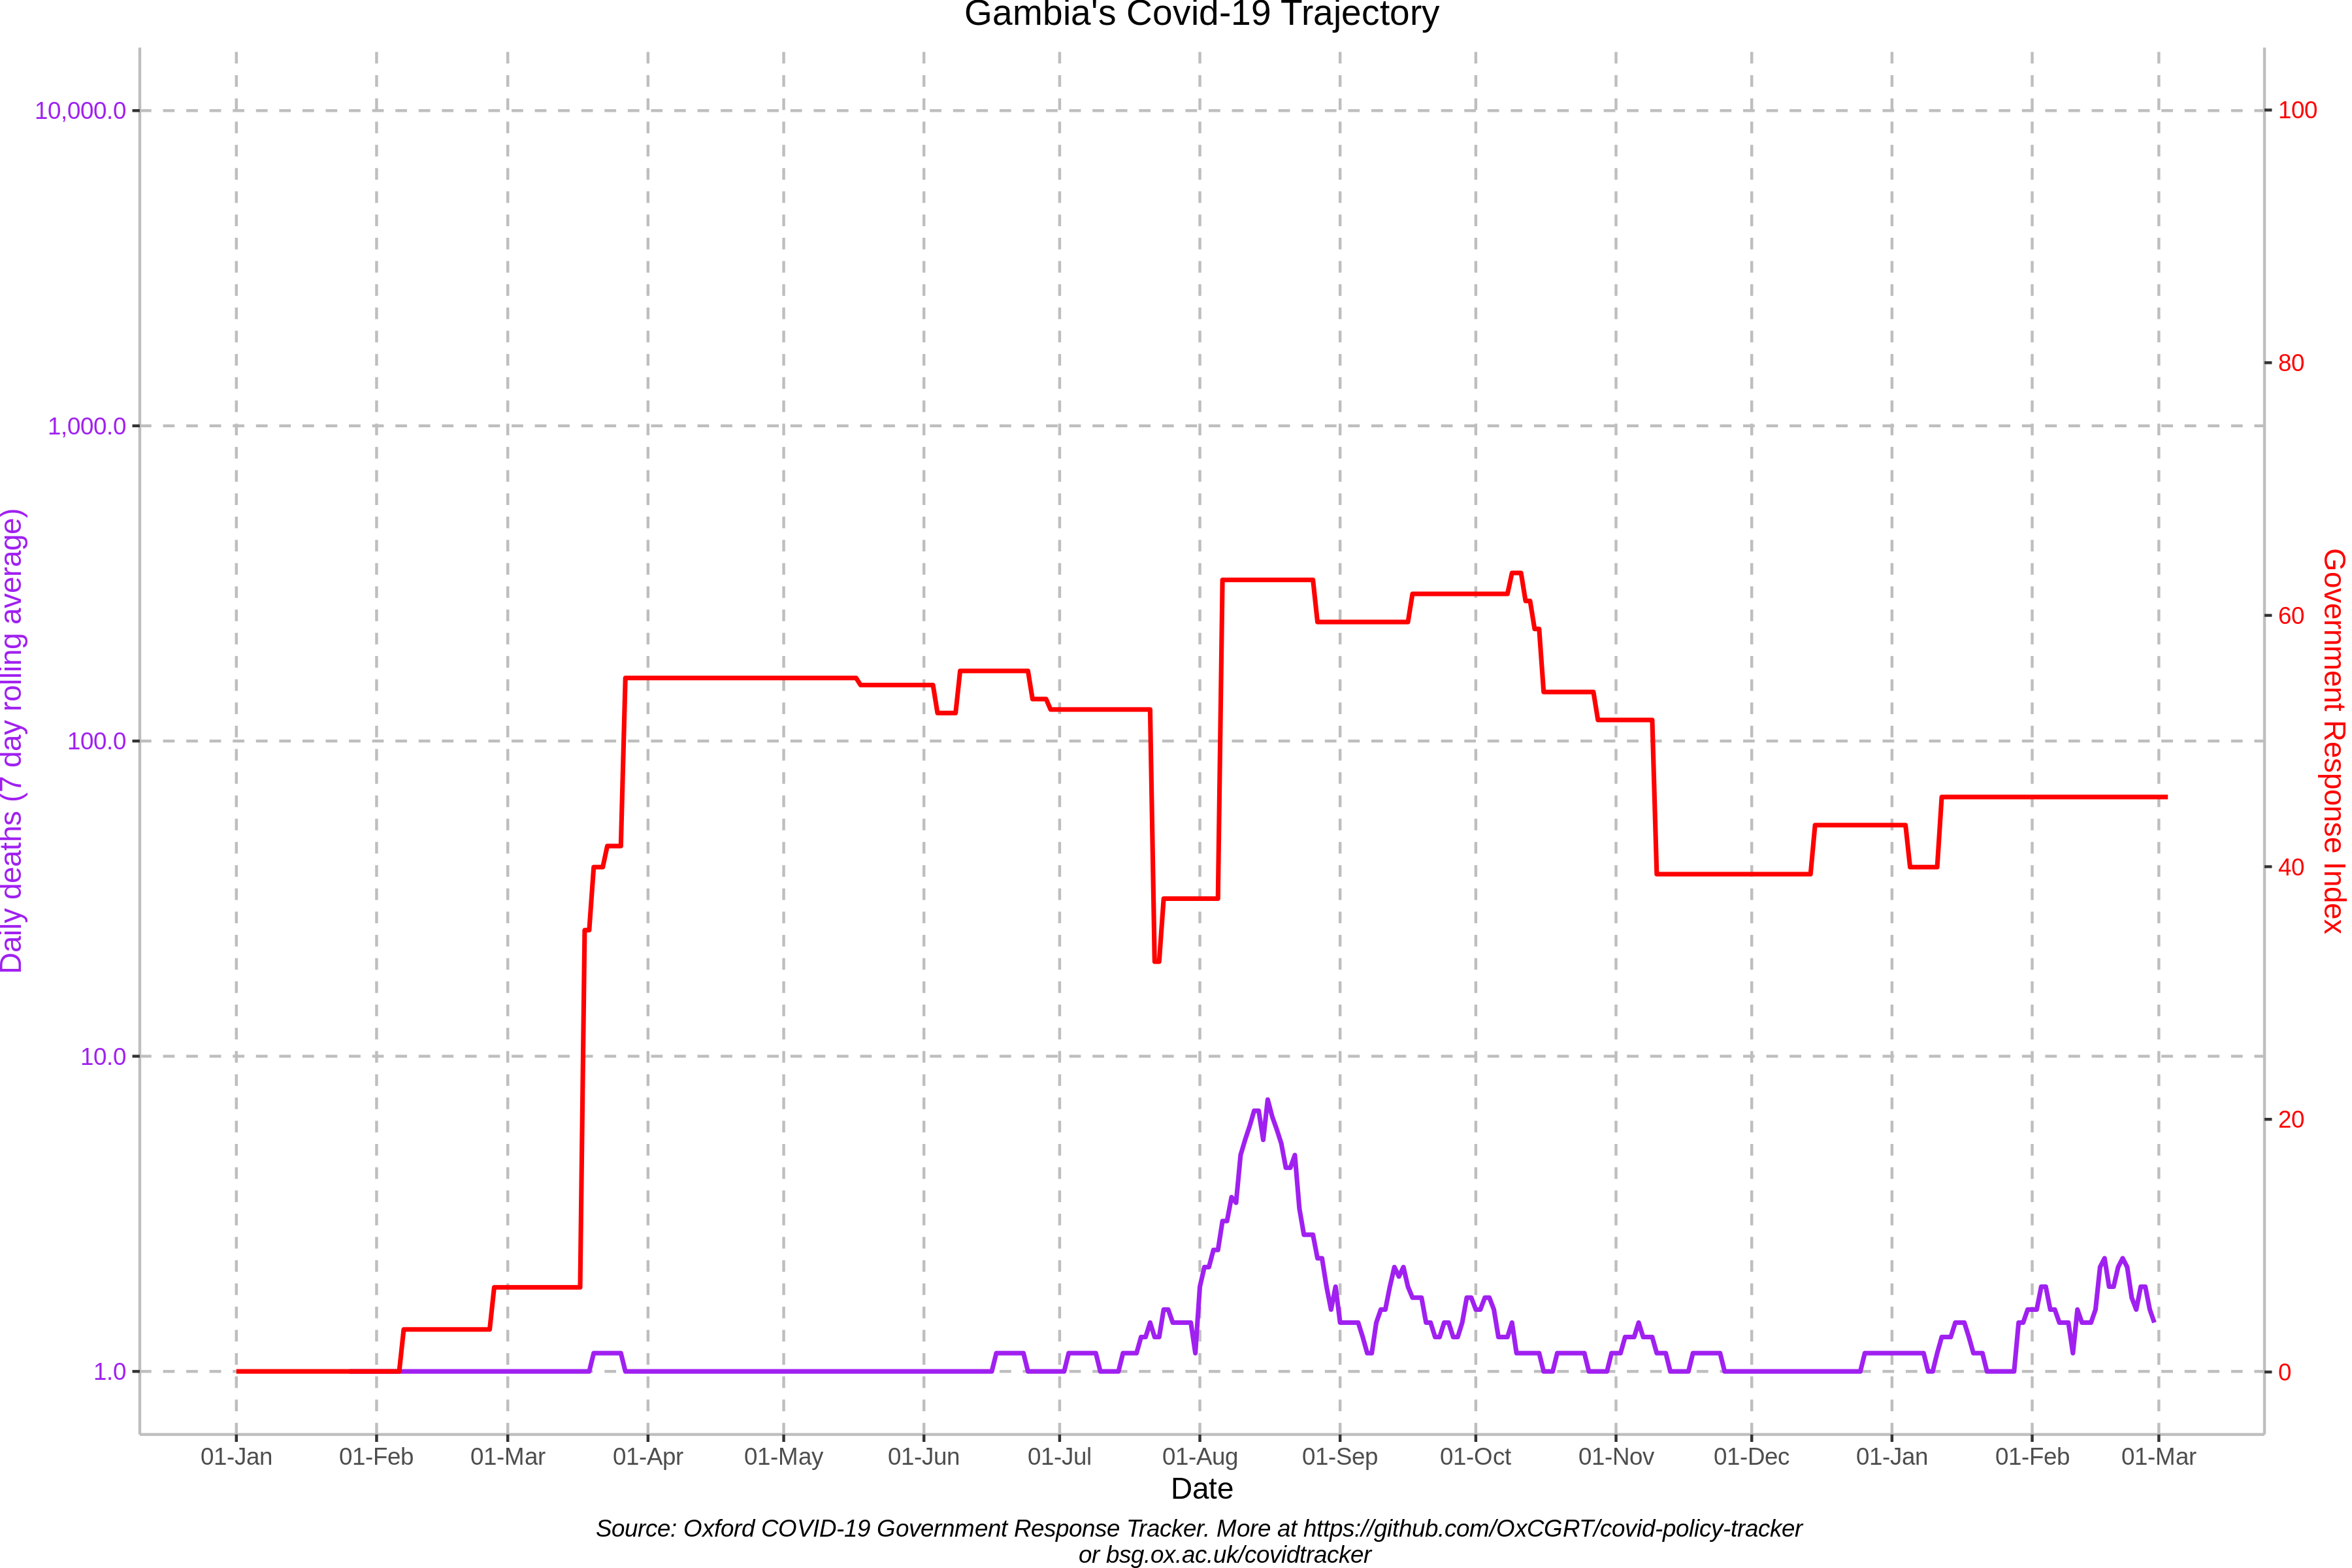 Gambia's Covid-19 Trajectory
10,000.0
1,000.0
100.0
10.0
1.0
Daily deaths (7 day rolling average)
100
80
60
40
20
0
Government Response Index
01-Jan 01-Feb 01-Mar 01-Apr 01-May 01-Jun 01-Jul 01-Aug 01-Sep 01-Oct 01-Nov 01-Dec 01-Jan 01-Feb 01-Mar
Date
Source: Oxford COVID-19 Government Response Tracker. More at https://github.com/OxCGRT/covid-policy-tracker
or bsg.ox.ac.uk/covidtracker